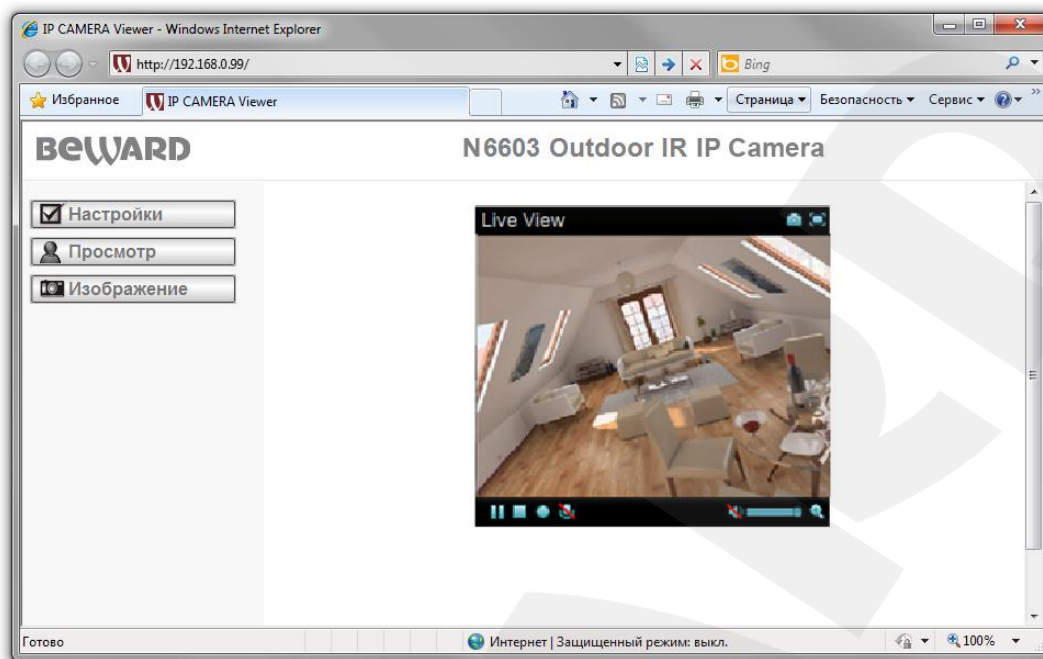 IP CAMERA Viewer - Windows Internet Explorer
http://192.168.0.99/
Bing
Избранное
IP CAMERA Viewer
Страница
Безопасность
Сервис
BEWARD
N6603 Outdoor IR IP Camera
Настройки
Просмотр
Изображение
Live View
Готово
Интернет | Защищенный режим: выкл.
100%